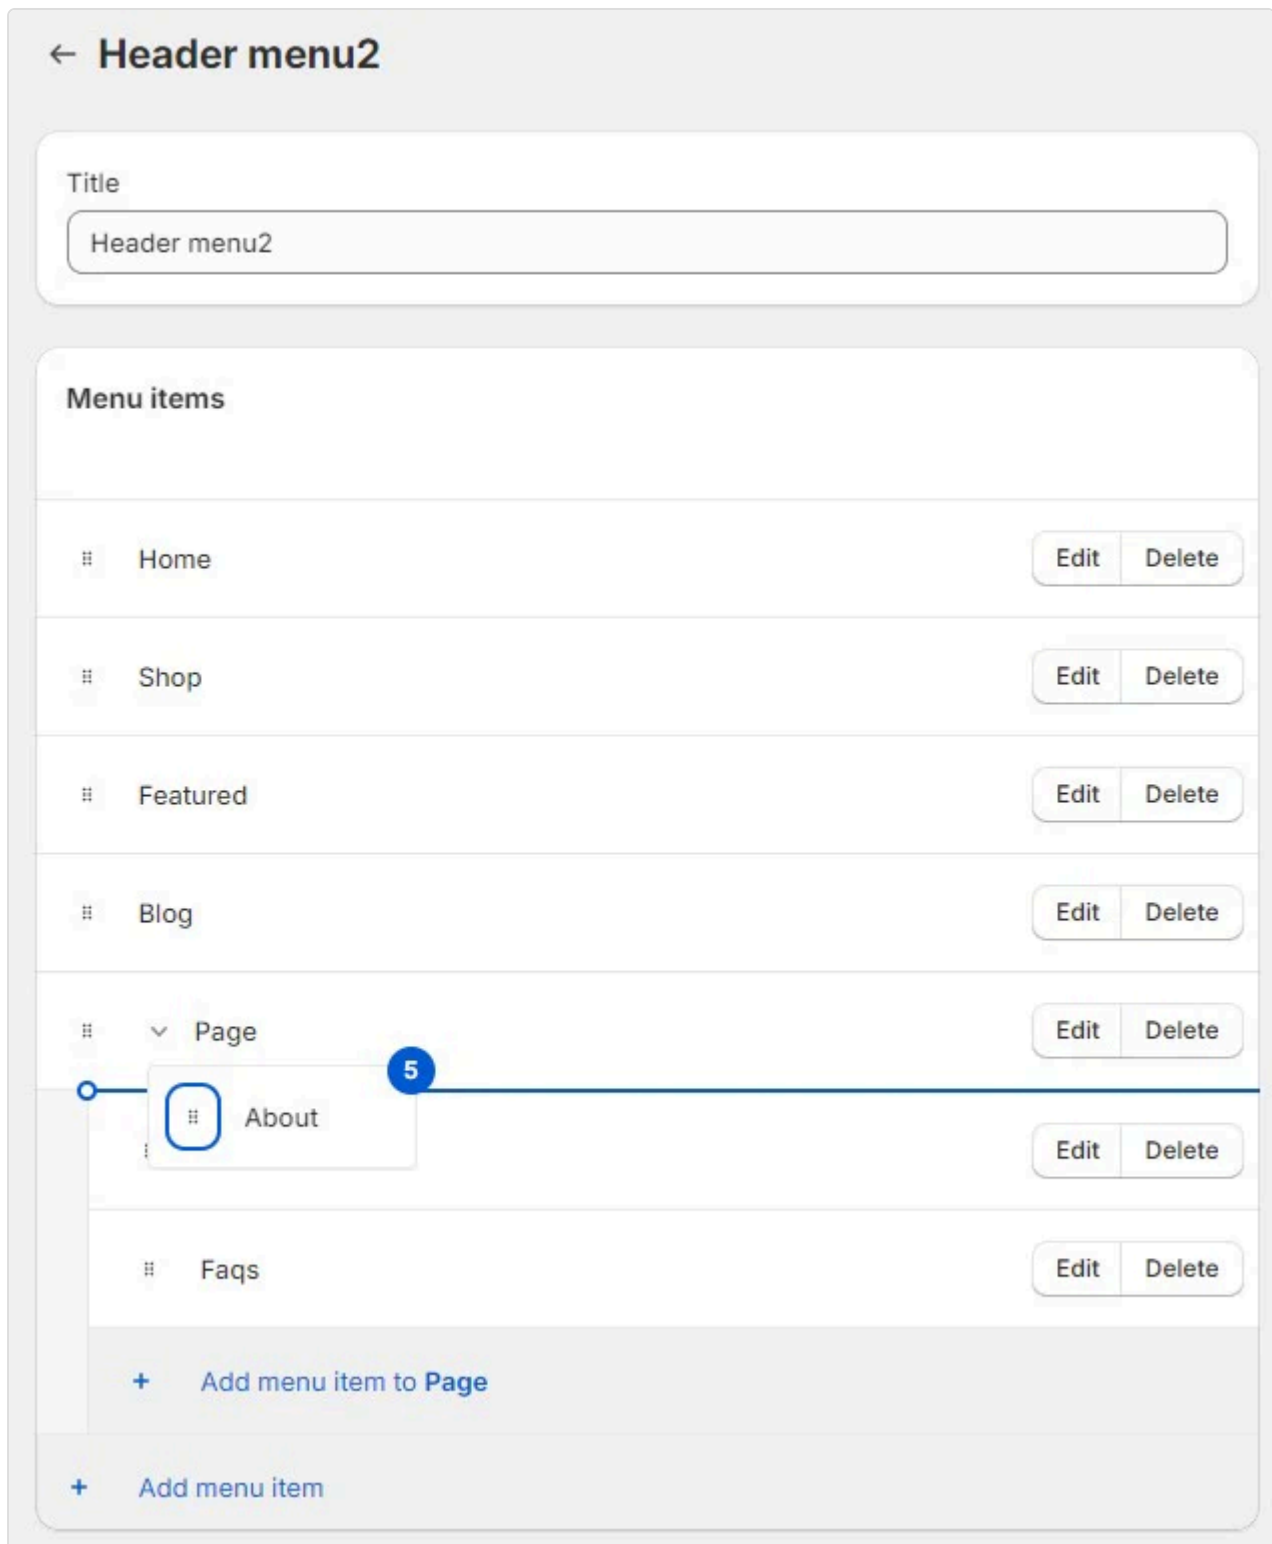 Header menu2
Title
Header menu2
Menu items
Home Edit Delete
Shop Edit Delete
Featured Edit Delete
Blog Edit Delete
Page Edit Delete
5
About
Edit Delete
Faqs Edit Delete
+ Add menu item to Page
+ Add menu item